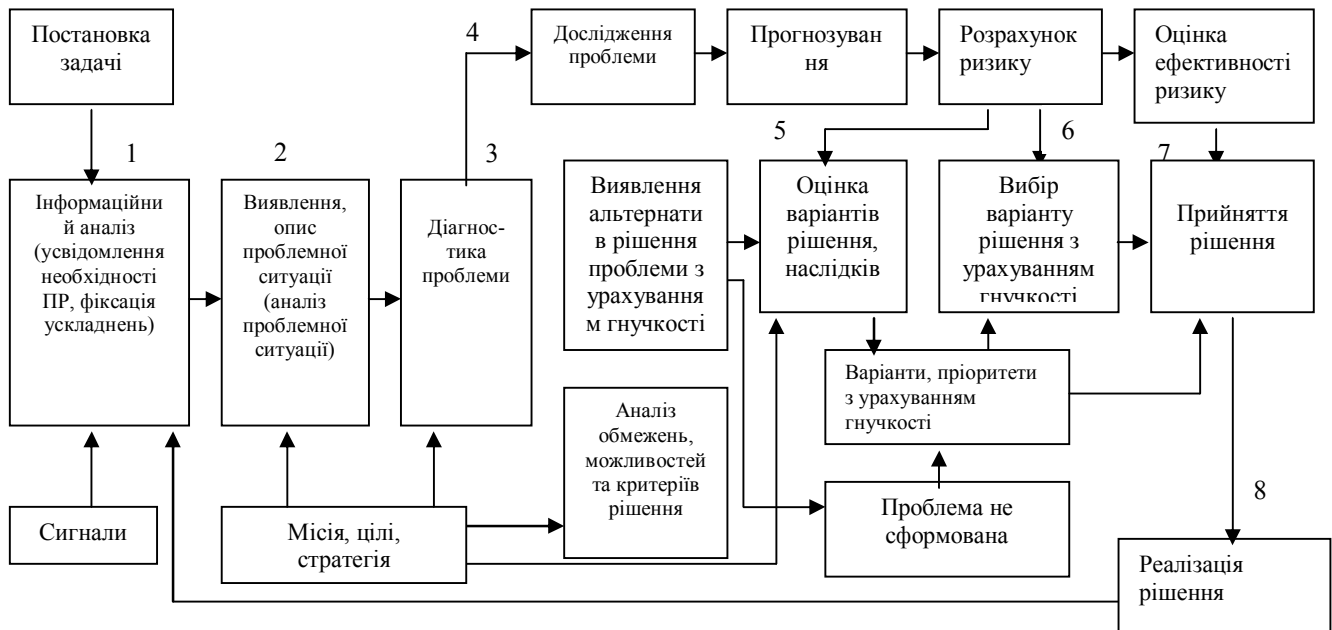 Постановка
задачі
4
Дослідження
проблеми
Прогнозуван
ня
Розрахунок
ризику
Оцінка
ефективності
ризику
1
2
3
5
6
7
Інформаційни
й аналіз
(усвідомлення
необхідності
ПР, фіксація
ускладнень)
Виявлення,
опис
проблемної
ситуації
(аналіз
проблемної
ситуації)
Діагнос-
тика
проблеми
Виявлення
альтернати
в рішення
проблеми з
урахування
м гнучкості
Оцінка
варіантів
рішення,
наслідків
Вибір
варіанту
рішення з
урахуванням
гнучкості
Прийняття
рішення
Варіанти, пріоритети
з урахуванням
гнучкості
Аналіз
обмежень,
можливостей
та критеріїв
рішення
Сигнали
Місія, цілі,
стратегія
Проблема не
сформована
8
Реалізація
рішення